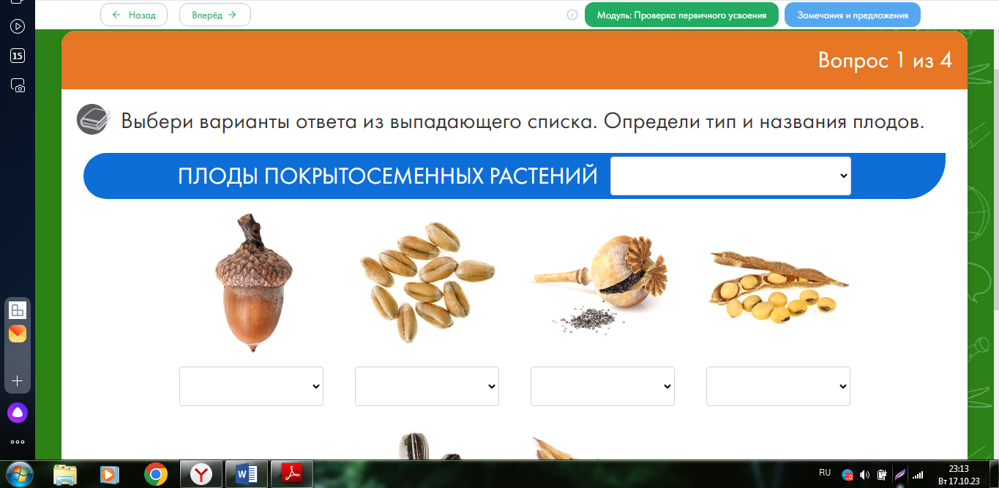 Назад
Вперёд
Модуль: Проверка первичного усвоения
Замечания и предложения
15
Вопрос 1 из 4
Выбери варианты ответа из выпадающего списка. Определи тип и названия плодов.
ПЛОДЫ ПОКРЫТОСЕМЕННЫХ РАСТЕНИЙ
RU
23:13
Вт 17.10.23